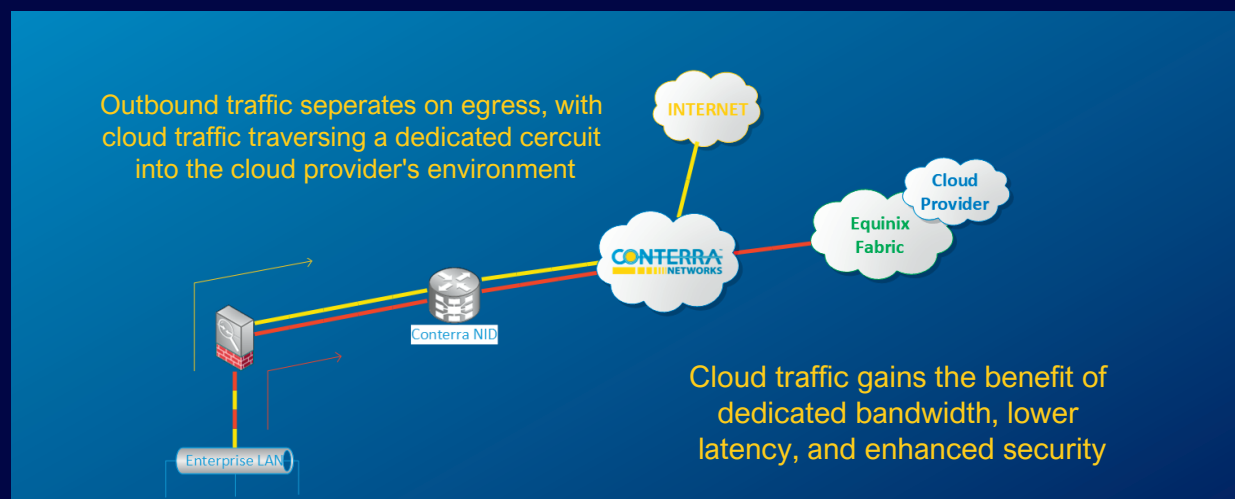 Outbound traffic seperates on egress, with
cloud traffic traversing a dedicated cercuit
into the cloud provider's environment
INTERNET
Cloud
Provider
Equinix
Fabric
CONTERRA
NETWORKS
Conterra NID
Enterprise LAN
Cloud traffic gains the benefit of
dedicated bandwidth, lower
latency, and enhanced security